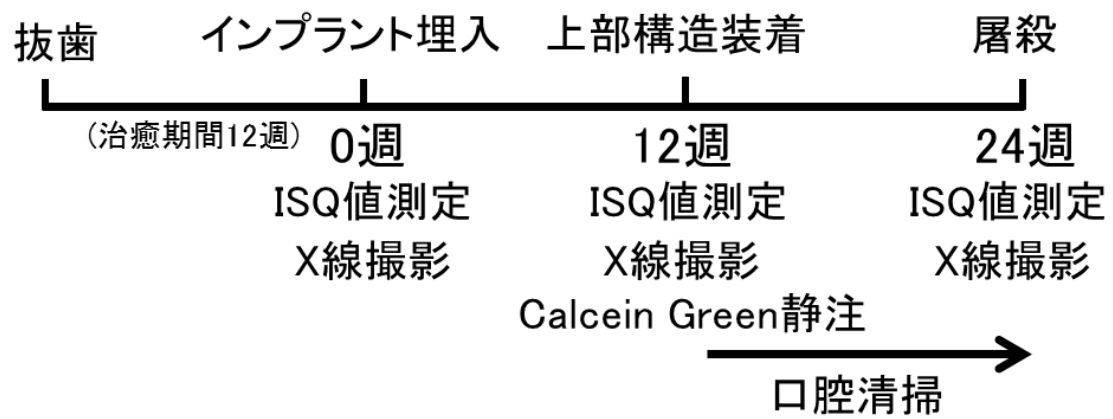 抜歯 インプラント埋入 上部構造装着 屠殺
(治癒期間12週) 0週 12週 24週
ISQ値測定 ISQ値測定 ISQ値測定
X線撮影 X線撮影 X線撮影
Calcein Green静注
口腔清掃